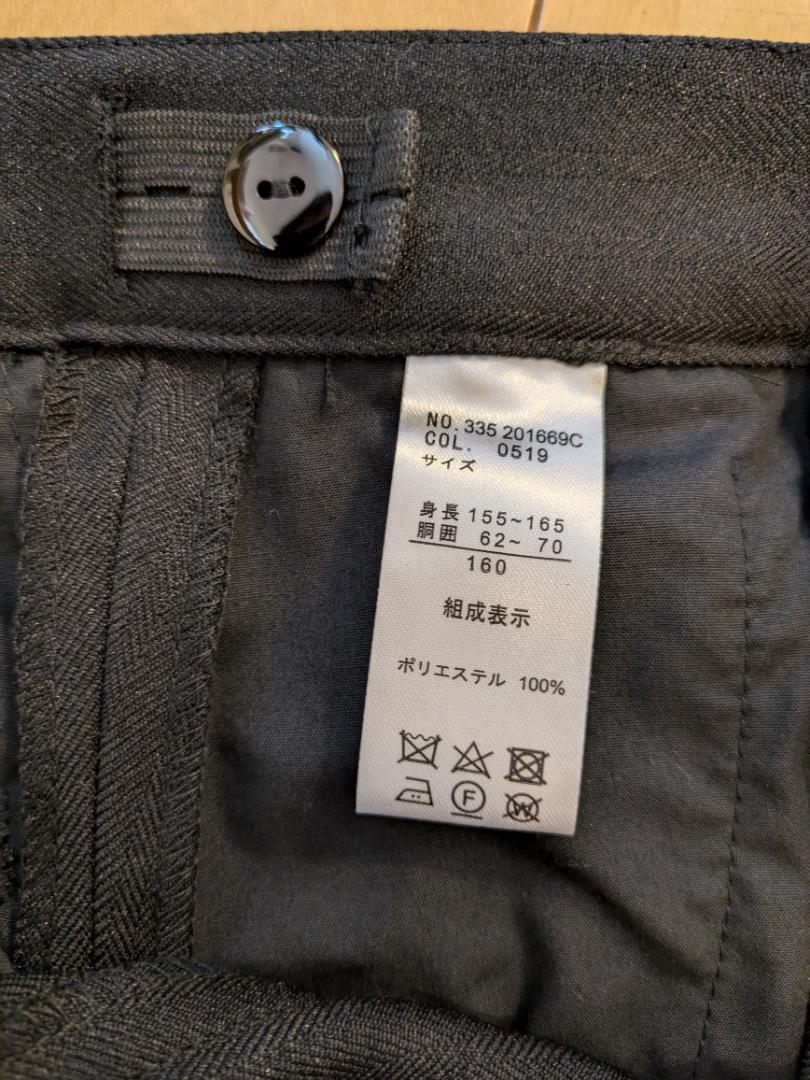 NO. 335 201669C
COL. 0519
サイズ
身長 155~165
胴囲 62~ 70
160
組成表示
ポリエステル 100%
F
W